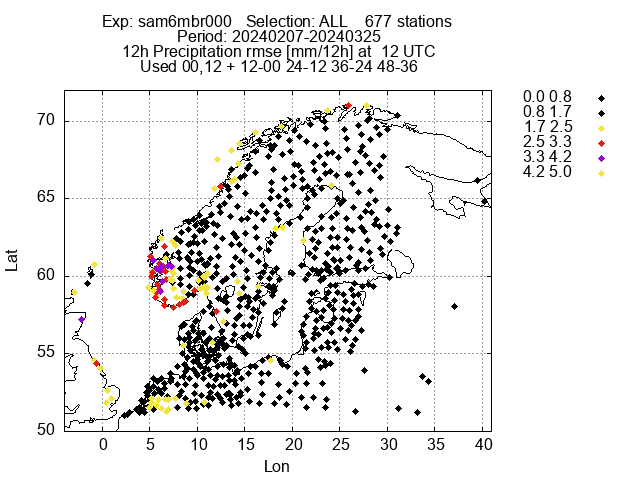 Exp: sam6mbr000 Selection: ALL 677 stations
Period: 20240207-20240325
12h Precipitation rmse [mm/12h] at 12 UTC
Used 00,12 + 12-00 24-12 36-24 48-36
0.0 0.8
0.8 1.7
1.7 2.5
2.5 3.3
3.3 4.2
4.2 5.0
70
65
60
55
50
Lat
0 5 10 15 20 25 30 35 40
Lon